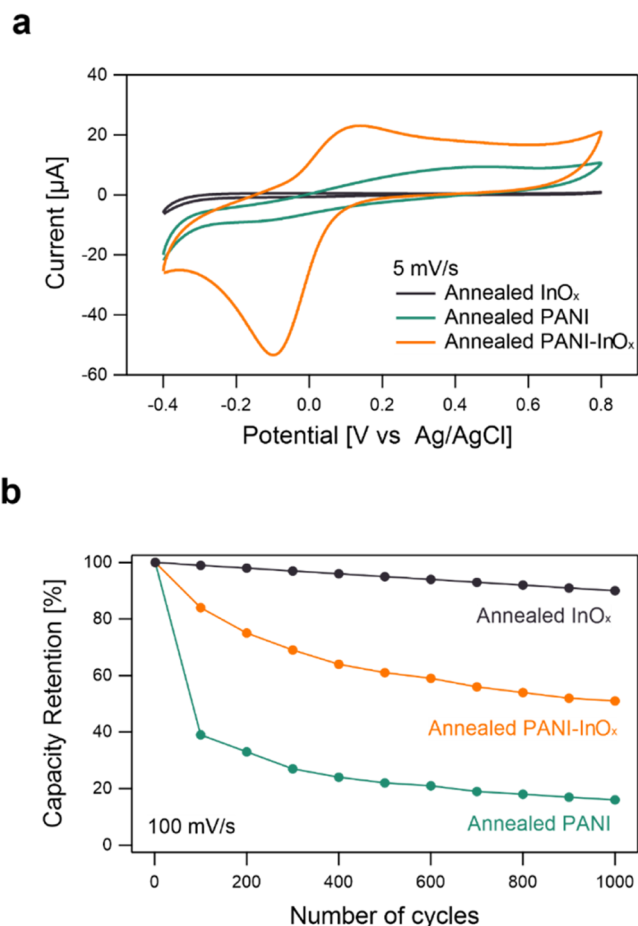 a
40
20
0
-20
-40
-60
Current [µA]
5 mV/s
Annealed InOₓ
Annealed PANI
Annealed PANI-InOₓ
-0.4 -0.2 0.0 0.2 0.4 0.6 0.8
Potential [V vs Ag/AgCl]
b
100
80
60
40
20
0
Capacity Retention [%]
Annealed InOₓ
Annealed PANI-InOₓ
Annealed PANI
100 mV/s
0 200 400 600 800 1000
Number of cycles